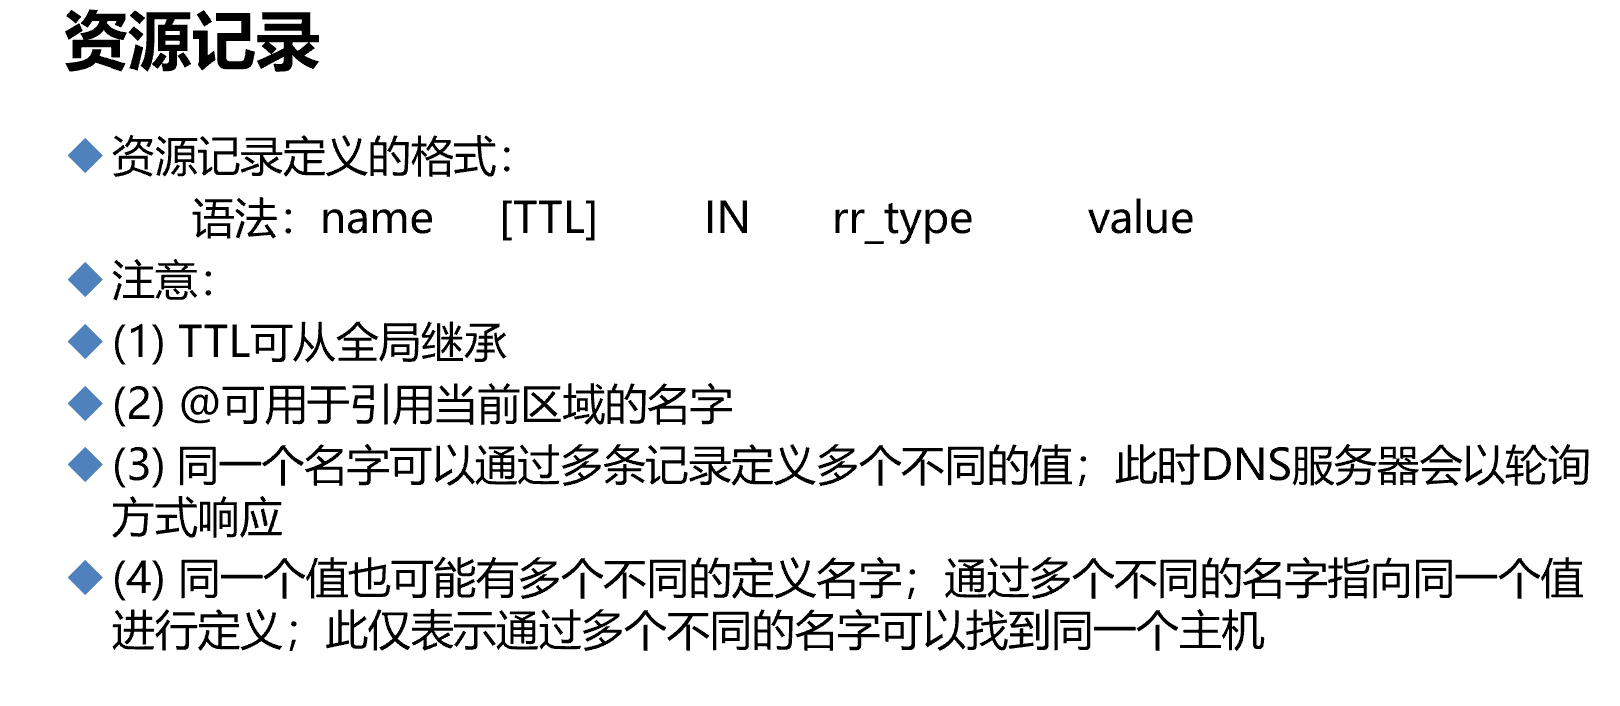 资源记录
资源记录定义的格式：
语法：name [TTL] IN rr_type value
注意：
(1) TTL可从全局继承
(2) @可用于引用当前区域的名字
(3) 同一个名字可以通过多条记录定义多个不同的值；此时DNS服务器会以轮询
方式响应
(4) 同一个值也可能有多个不同的定义名字；通过多个不同的名字指向同一个值
进行定义；此仅表示通过多个不同的名字可以找到同一个主机